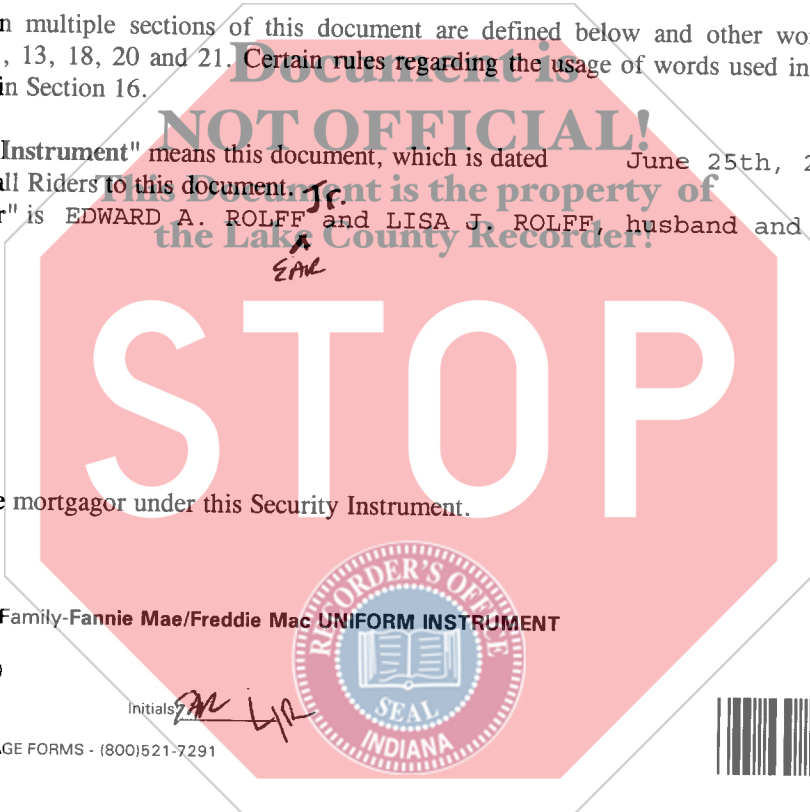 n multiple sections of this document are defined below and other wo
, 13, 18, 20 and 21. Certain rules regarding the usage of words used in
in Section 16.
Document is
NOT OFFICIAL!
This Document is the property of
the Lake County Recorder!
Instrument" means this document, which is dated June 25th, 2
ll Riders to this document.
Jr.
r" is EDWARD A. ROLFF and LISA J. ROLFF, husband and
EAR
STOP
e mortgagor under this Security Instrument.
Family-Fannie Mae/Freddie Mac UNIFORM INSTRUMENT
RECORDER'S OFFICE
SEAL
INDIANA
)
Initials: EAR LJR
GE FORMS - (800)521-7291